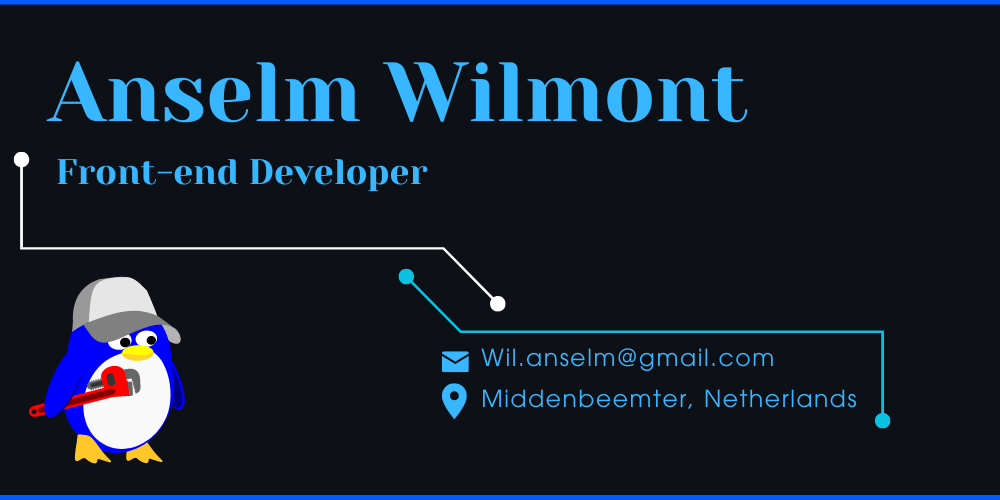 Anselm Wilmont
Front-end Developer
Wil.anselm@gmail.com
Middenbeemter, Netherlands